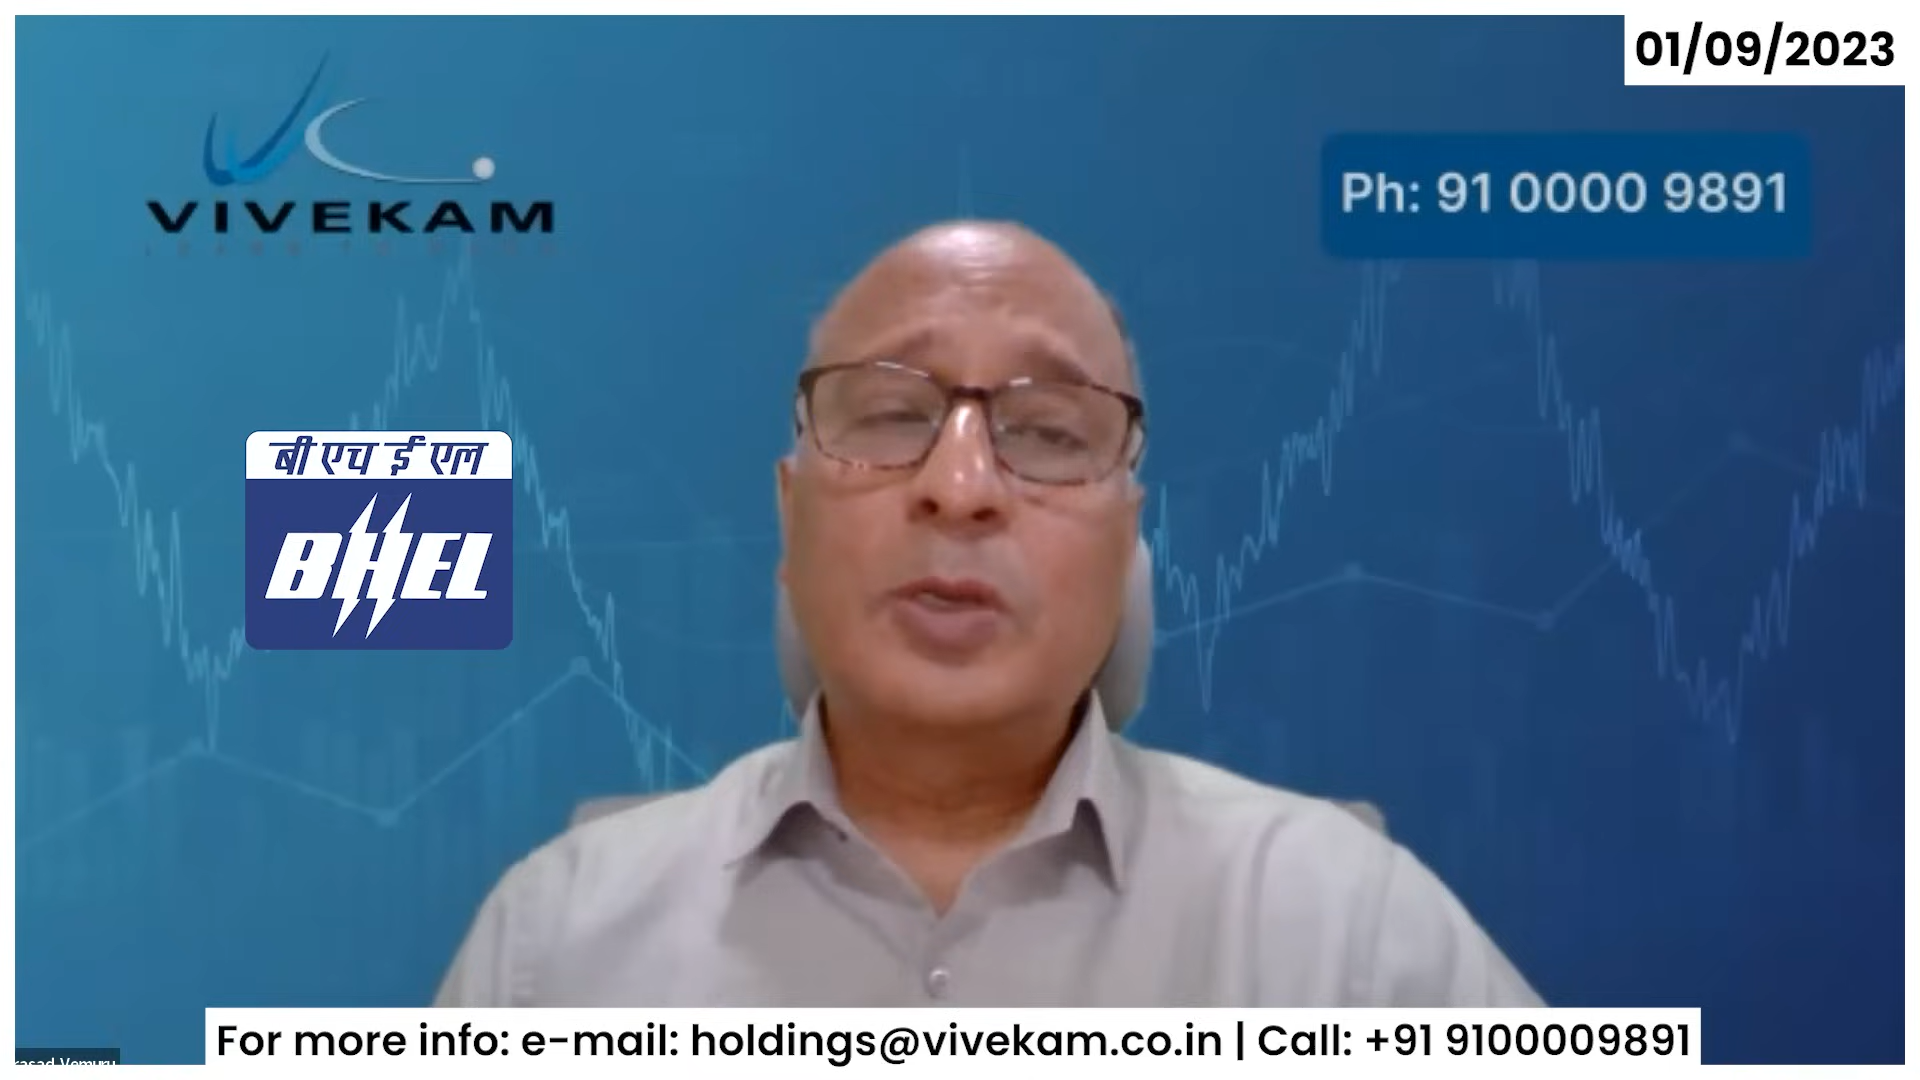 01/09/2023
VIVEKAM
Ph: 91 0000 9891
बी एच ई एल
BHEL
For more info: e-mail: holdings@vivekam.co.in | Call: +91 9100009891